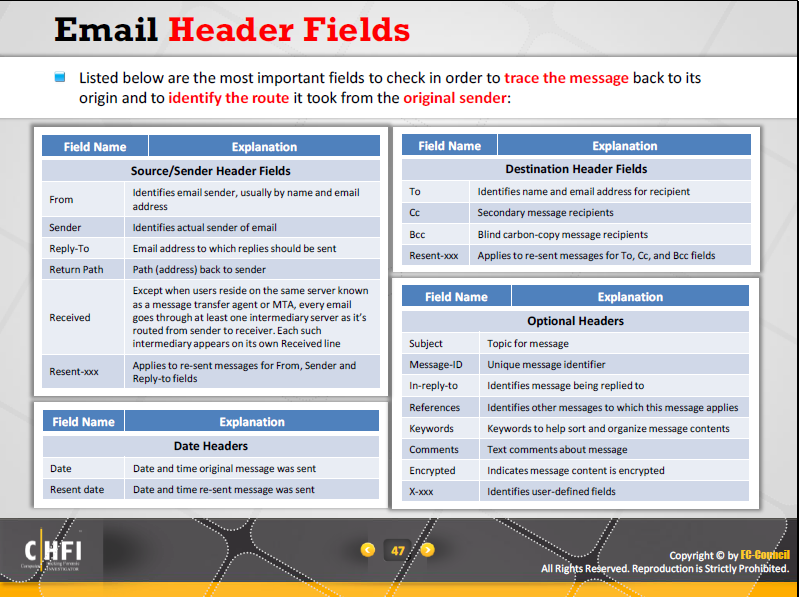 Email Header Fields
Listed below are the most important fields to check in order to trace the message back to its
origin and to identify the route it took from the original sender:
Field Name Explanation
Source/Sender Header Fields
From Identifies email sender, usually by name and email
address
Sender Identifies actual sender of email
Reply-To Email address to which replies should be sent
Return Path Path (address) back to sender
Received Except when users reside on the same server known
as a message transfer agent or MTA, every email
goes through at least one intermediary server as it's
routed from sender to receiver. Each such
intermediary appears on its own Received line
Resent-xxx Applies to re-sent messages for From, Sender and
Reply-to fields
Field Name Explanation
Date Headers
Date Date and time original message was sent
Resent date Date and time re-sent message was sent
Field Name Explanation
Destination Header Fields
To Identifies name and email address for recipient
Cc Secondary message recipients
Bcc Blind carbon-copy message recipients
Resent-xxx Applies to re-sent messages for To, Cc, and Bcc fields
Field Name Explanation
Optional Headers
Subject Topic for message
Message-ID Unique message identifier
In-reply-to Identifies message being replied to
References Identifies other messages to which this message applies
Keywords Keywords to help sort and organize message contents
Comments Text comments about message
Encrypted Indicates message content is encrypted
X-xxx Identifies user-defined fields
CHFI
Hacking Forensic
INVESTIGATOR
47
Copyright © by EC-Council
All Rights Reserved. Reproduction is Strictly Prohibited.